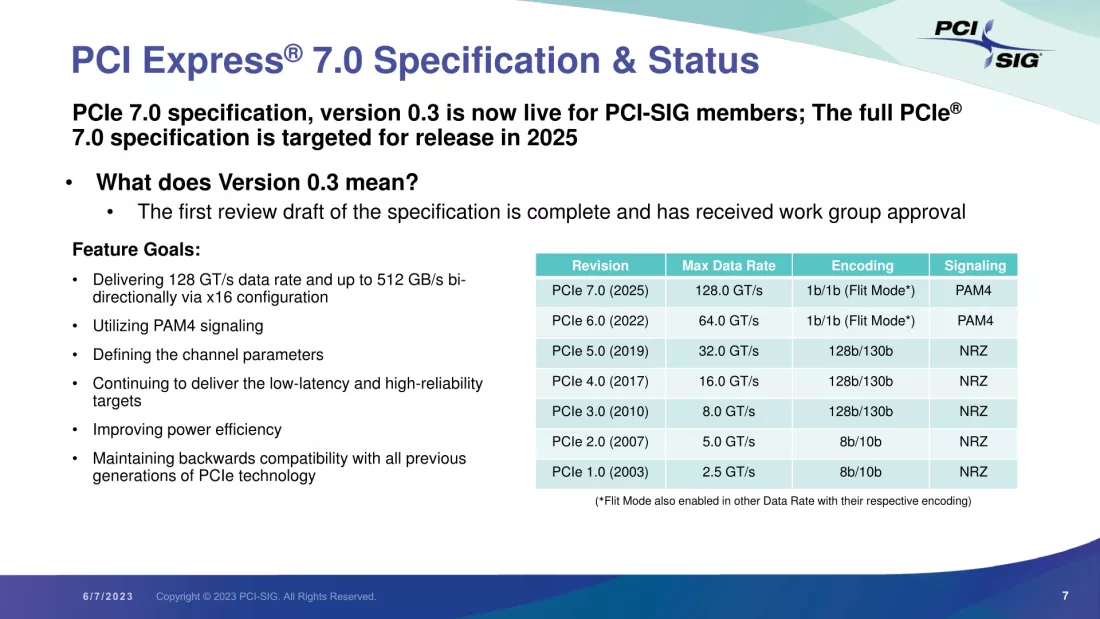 PCI
SIG
PCI Express® 7.0 Specification & Status
PCIe 7.0 specification, version 0.3 is now live for PCI-SIG members; The full PCIe®
7.0 specification is targeted for release in 2025
• What does Version 0.3 mean?
• The first review draft of the specification is complete and has received work group approval
Feature Goals:
• Delivering 128 GT/s data rate and up to 512 GB/s bi-
directionally via x16 configuration
• Utilizing PAM4 signaling
• Defining the channel parameters
• Continuing to deliver the low-latency and high-reliability
targets
• Improving power efficiency
• Maintaining backwards compatibility with all previous
generations of PCIe technology
Revision Max Data Rate Encoding Signaling
PCIe 7.0 (2025) 128.0 GT/s 1b/1b (Flit Mode*) PAM4
PCIe 6.0 (2022) 64.0 GT/s 1b/1b (Flit Mode*) PAM4
PCIe 5.0 (2019) 32.0 GT/s 128b/130b NRZ
PCIe 4.0 (2017) 16.0 GT/s 128b/130b NRZ
PCIe 3.0 (2010) 8.0 GT/s 128b/130b NRZ
PCIe 2.0 (2007) 5.0 GT/s 8b/10b NRZ
PCIe 1.0 (2003) 2.5 GT/s 8b/10b NRZ
(*Flit Mode also enabled in other Data Rate with their respective encoding)
6/7/2023 Copyright © 2023 PCI-SIG. All Rights Reserved. 7